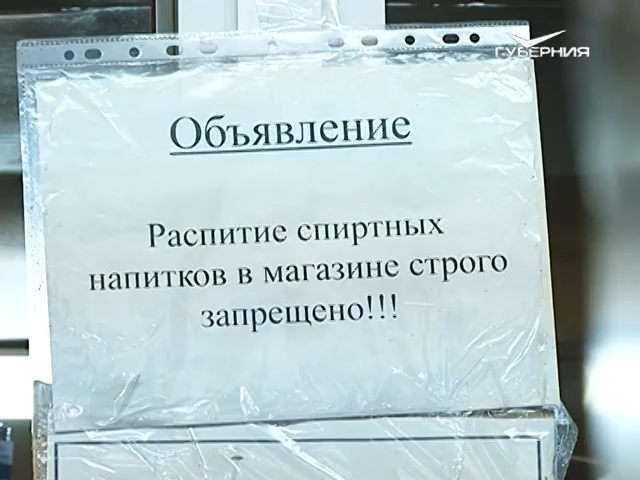 ГУБЕРНИЯ
Объявление
Распитие спиртных
напитков в магазине строго
запрещено!!!